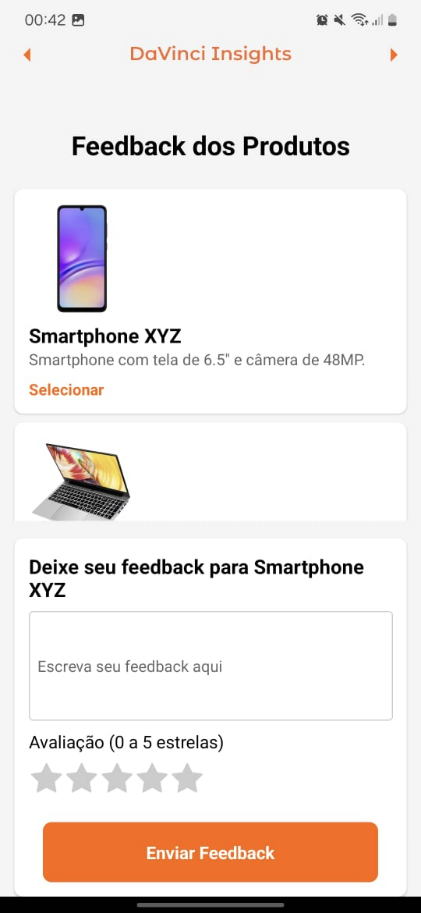 00:42
DaVinci Insights
Feedback dos Produtos
Smartphone XYZ
Smartphone com tela de 6.5" e câmera de 48MP.
Selecionar
Deixe seu feedback para Smartphone
XYZ
Escreva seu feedback aqui
Avaliação (0 a 5 estrelas)
Enviar Feedback